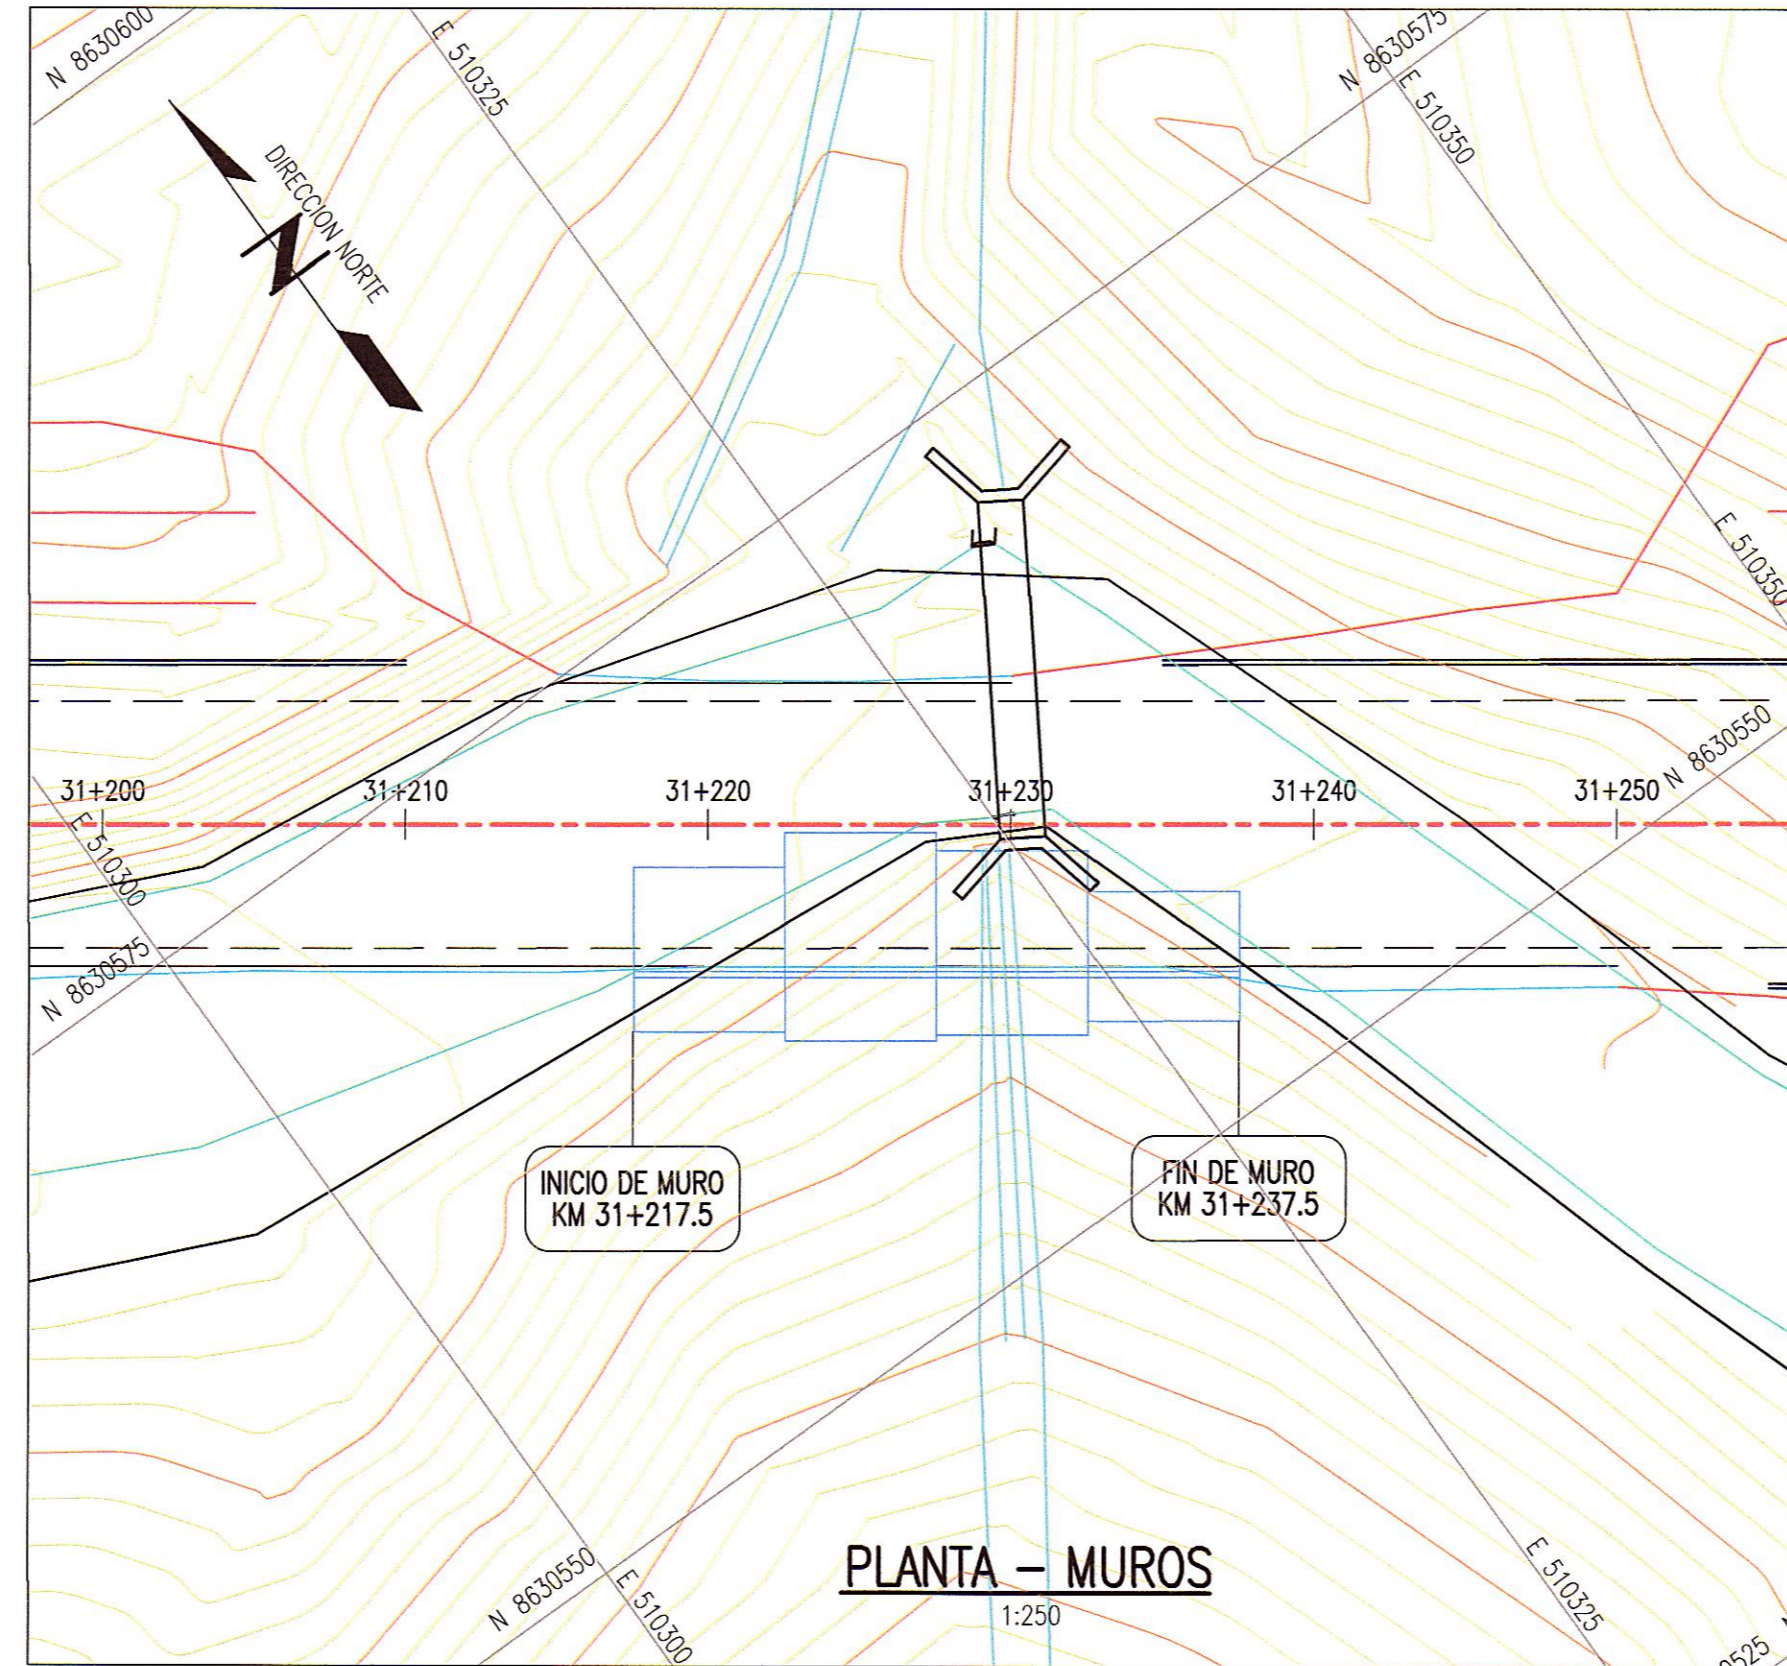 N 8630600
E 510325
N 8630575
E 510350
DIRECCION NORTE
N
E 510350
N 8630550
31+200
31+210
31+220
31+230
31+240
31+250
E 510300
N 8630575
INICIO DE MURO
KM 31+217.5
FIN DE MURO
KM 31+237.5
N 8630550
E 510300
PLANTA – MUROS
1:250
E 510325
0525